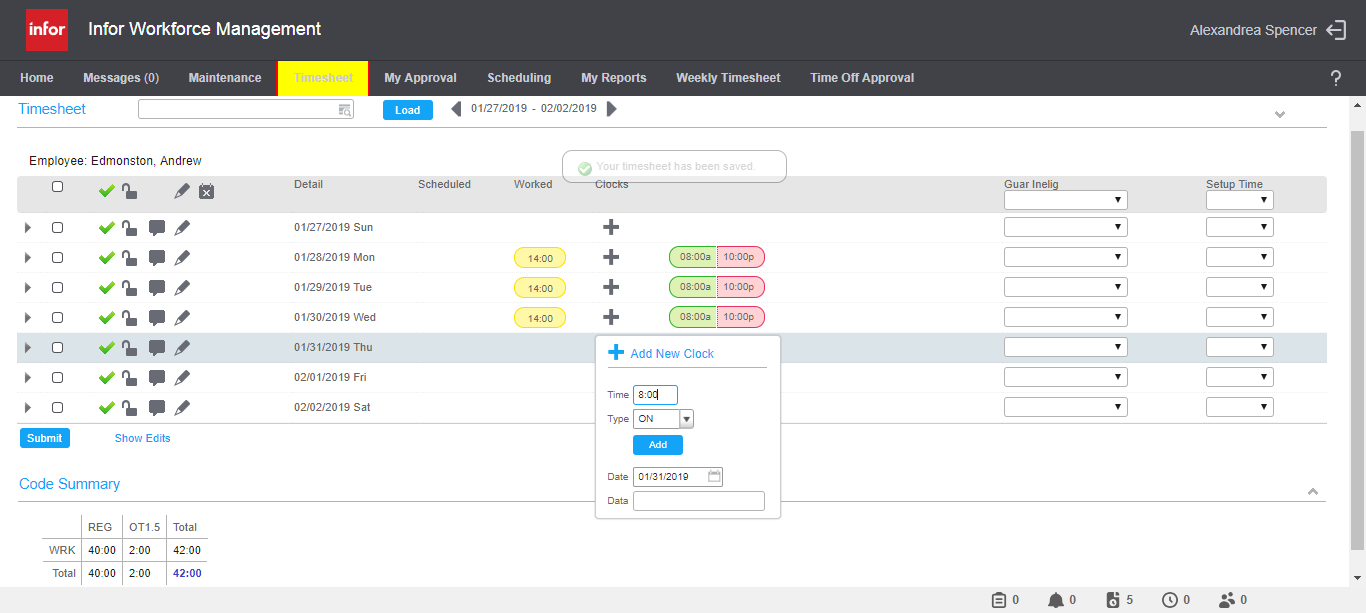 infor Infor Workforce Management Alexandrea Spencer
Home Messages (0) Maintenance Timesheet My Approval Scheduling My Reports Weekly Timesheet Time Off Approval ?
Timesheet Load 01/27/2019 - 02/02/2019
Employee: Edmonston, Andrew
Your timesheet has been saved.
Detail Scheduled Worked Clocks Guar Inelig Setup Time
01/27/2019 Sun
01/28/2019 Mon 14:00 08:00a 10:00p
01/29/2019 Tue 14:00 08:00a 10:00p
01/30/2019 Wed 14:00 08:00a 10:00p
01/31/2019 Thu
02/01/2019 Fri
02/02/2019 Sat
Add New Clock
Time 8:00
Type ON
Add
Date 01/31/2019
Data
Submit Show Edits
Code Summary
REG OT1.5 Total
WRK 40:00 2:00 42:00
Total 40:00 2:00 42:00
0 0 5 0 0